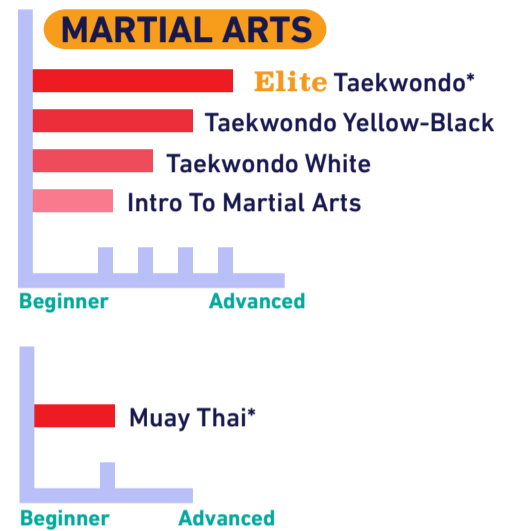 MARTIAL ARTS
Elite Taekwondo*
Taekwondo Yellow-Black
Taekwondo White
Intro To Martial Arts
Beginner Advanced
Muay Thai*
Beginner Advanced